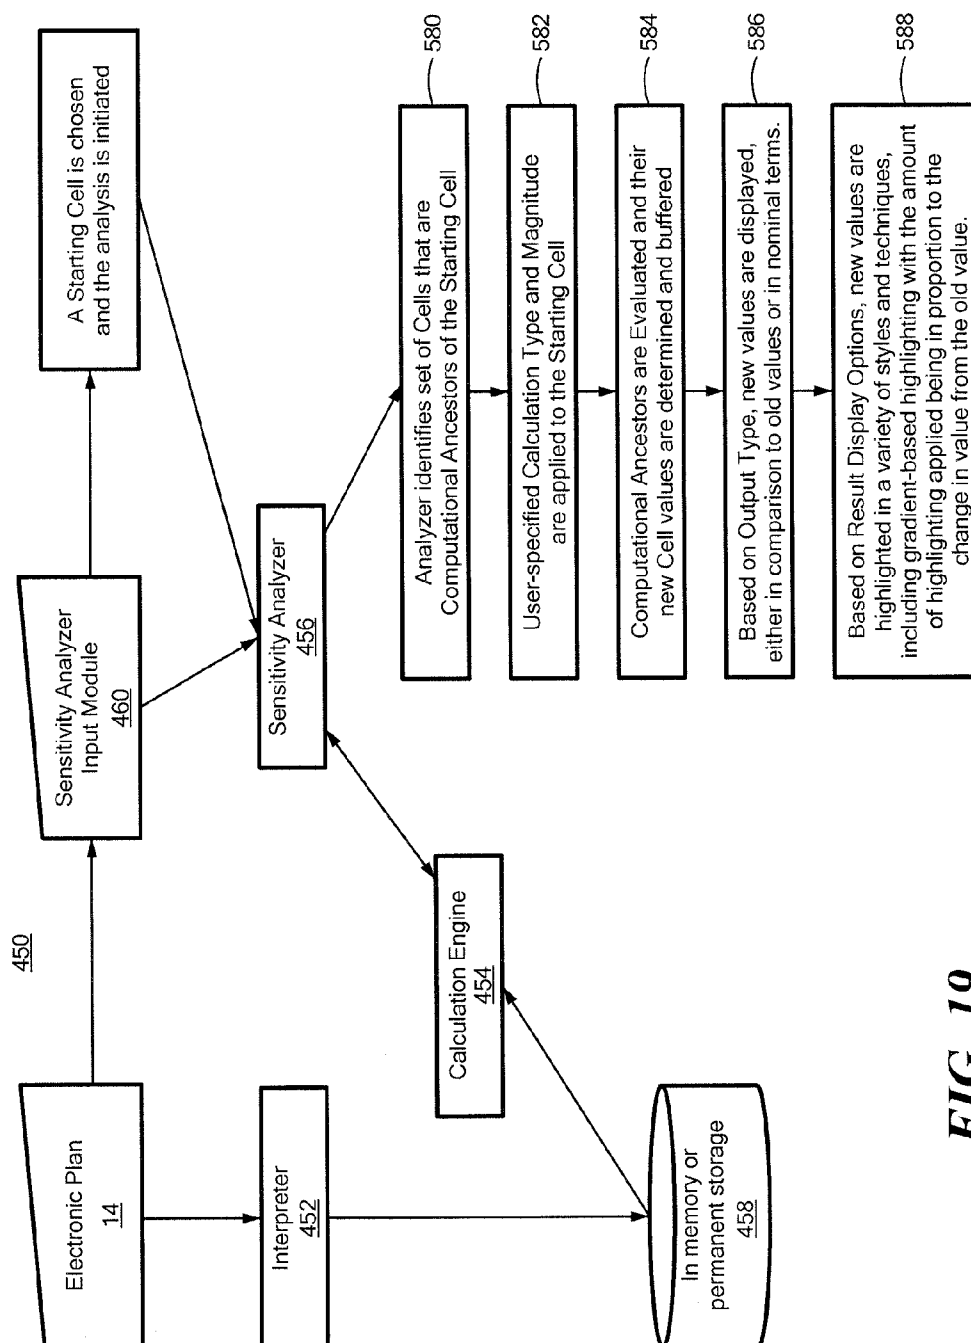 450
Electronic Plan
14
Interpreter
452
In memory or
permanent storage
458
Calculation Engine
454
Sensitivity Analyzer
Input Module
460
Sensitivity Analyzer
456
A Starting Cell is chosen
and the analysis is initiated
Analyzer identifies set of Cells that are
Computational Ancestors of the Starting Cell
580
User-specified Calculation Type and Magnitude
are applied to the Starting Cell
582
Computational Ancestors are Evaluated and their
new Cell values are determined and buffered
584
Based on Output Type, new values are displayed,
either in comparison to old values or in nominal terms.
586
Based on Result Display Options, new values are
highlighted in a variety of styles and techniques,
including gradient-based highlighting with the amount
of highlighting applied being in proportion to the
change in value from the old value.
588
FIG. 19